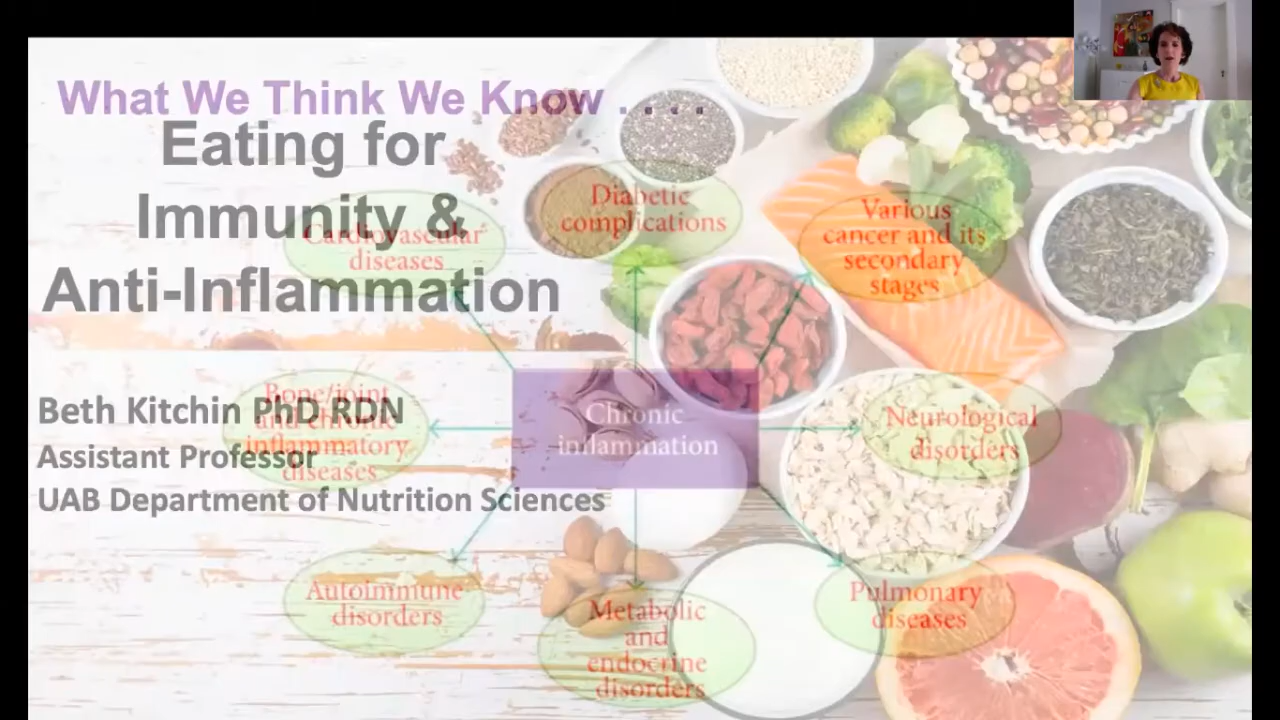 What We Think We Know . . . .
Eating for
Immunity &
Anti-Inflammation
Beth Kitchin PhD RDN
Assistant Professor
UAB Department of Nutrition Sciences
Cardiovascular
diseases
Diabetic
complications
Various
cancer and its
secondary
stages
Bone/joint
and chronic
inflammatory
diseases
Chronic
inflammation
Neurological
disorders
Autoimmune
disorders
Metabolic
and
endocrine
disorders
Pulmonary
diseases